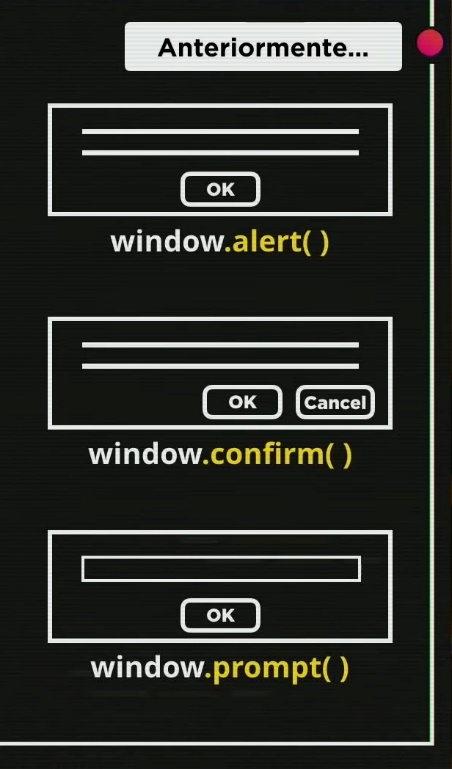 Anteriormente...
OK
window.alert( )
OK Cancel
window.confirm( )
OK
window.prompt( )